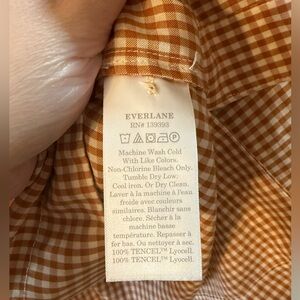 EVERLANE
RN# 139393
Machine Wash Cold
With Like Colors.
Non-Chlorine Bleach Only.
Tumble Dry Low.
Cool iron. Or Dry Clean.
Laver à la machine à l'eau
froide avec couleurs
similaires. Blanchir sans
chlore. Sécher à la
machine basse
température. Repasser à
fer bas. Ou nettoyer à sec.
100% TENCEL™ Lyocell.
100% TENCEL™ Lyocell.